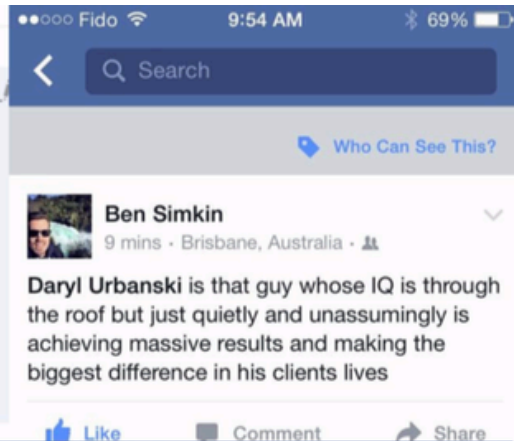 Fido 9:54 AM 69%
Search
Who Can See This?
Ben Simkin
9 mins · Brisbane, Australia ·
Daryl Urbanski is that guy whose IQ is through
the roof but just quietly and unassumingly is
achieving massive results and making the
biggest difference in his clients lives
Like Comment Share